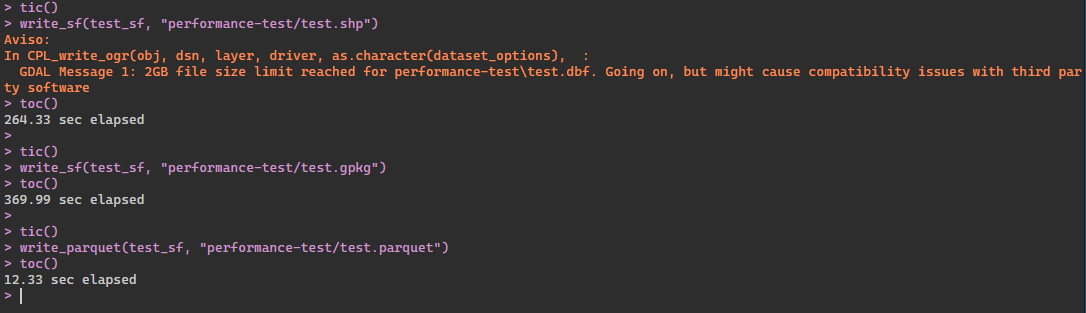 > tic()
> write_sf(test_sf, "performance-test/test.shp")
Aviso:
In CPL_write_ogr(obj, dsn, layer, driver, as.character(dataset_options),  :
  GDAL Message 1: 2GB file size limit reached for performance-test\test.dbf. Going on, but might cause compatibility issues with third par
ty software
> toc()
264.33 sec elapsed
>
> tic()
> write_sf(test_sf, "performance-test/test.gpkg")
> toc()
369.99 sec elapsed
>
> tic()
> write_parquet(test_sf, "performance-test/test.parquet")
> toc()
12.33 sec elapsed
>